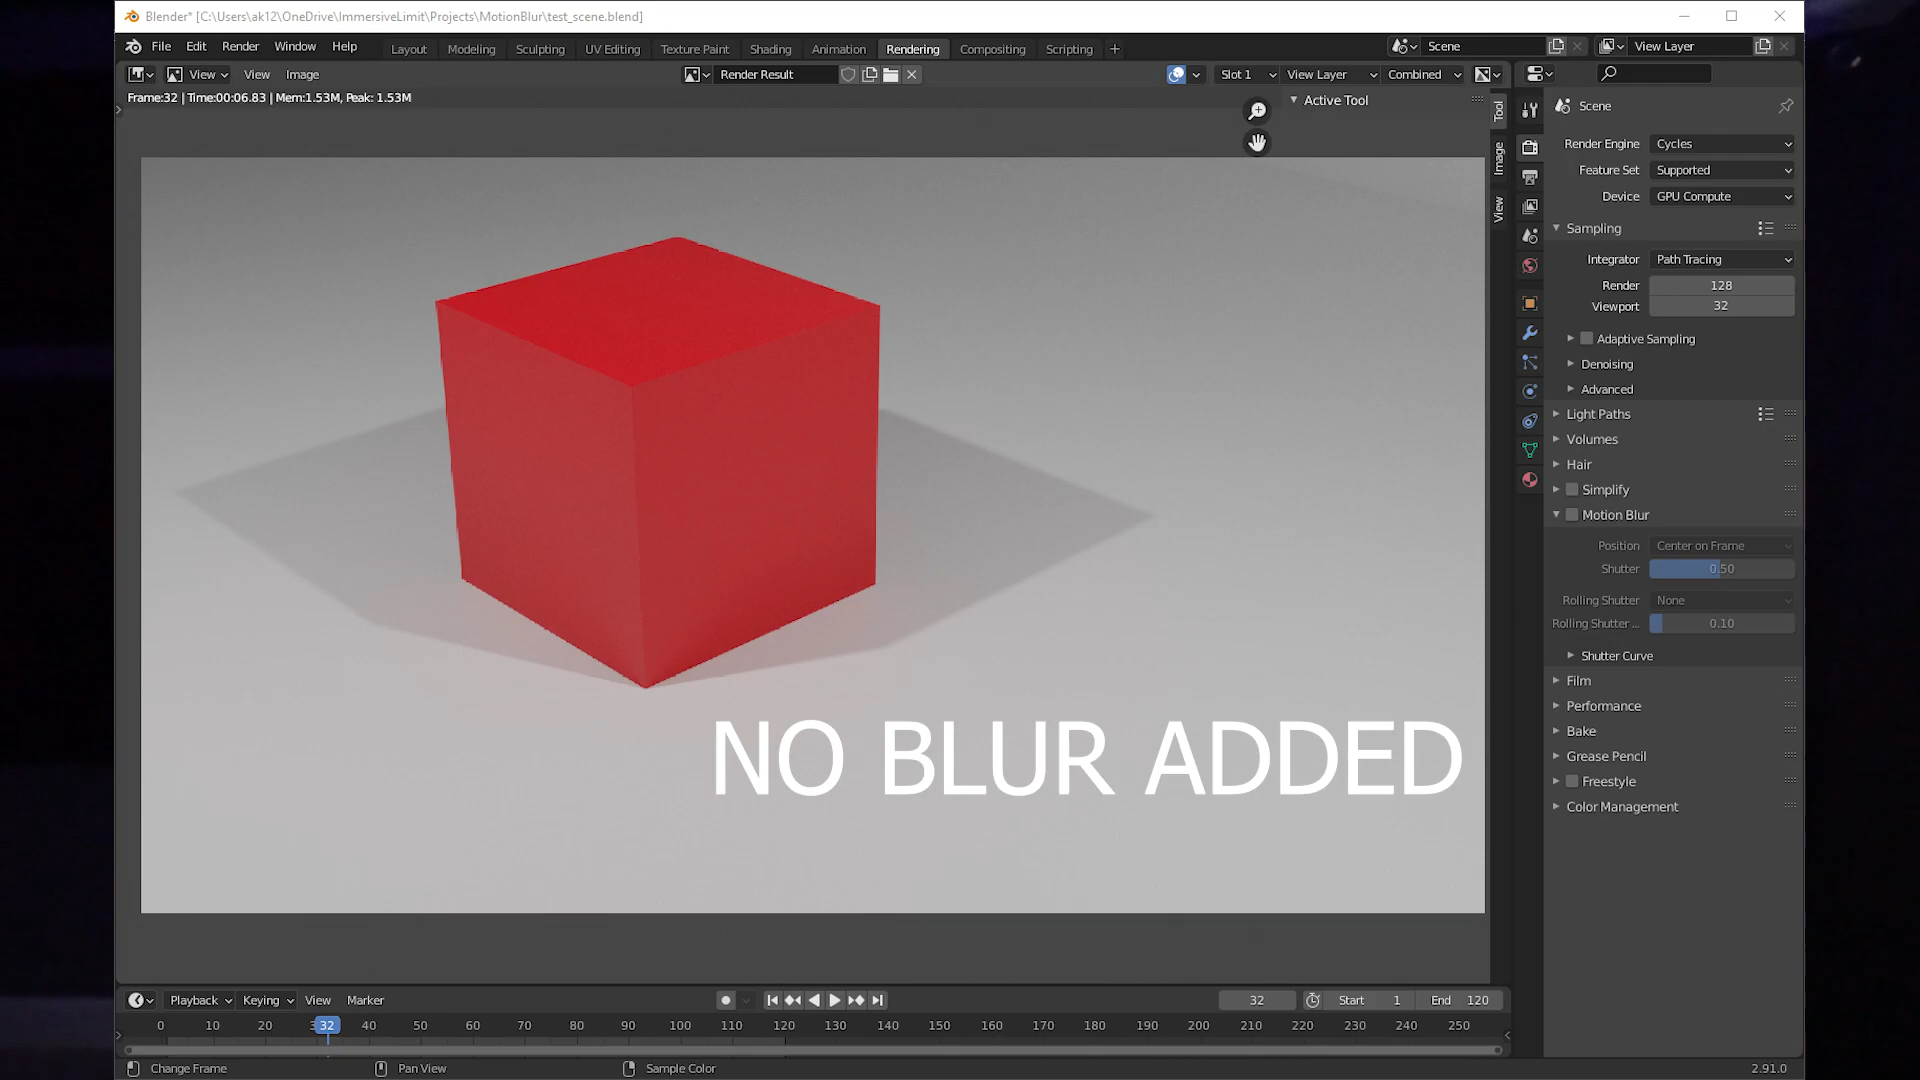 Blender* [C:\Users\ak12\OneDrive\ImmersiveLimit\Projects\MotionBlur\test_scene.blend]
File Edit Render Window Help Layout Modeling Sculpting UV Editing Texture Paint Shading Animation Rendering Compositing Scripting + Scene View Layer
View View Image Render Result Slot 1 View Layer Combined
Frame:32 | Time:00:06.83 | Mem:1.53M, Peak: 1.53M
Active Tool
Tool
Image
View
Scene
Render Engine Cycles
Feature Set Supported
Device GPU Compute
Sampling
Integrator Path Tracing
Render 128
Viewport 32
Adaptive Sampling
Denoising
Advanced
Light Paths
Volumes
Hair
Simplify
Motion Blur
Position Center on Frame
Shutter 0.50
Rolling Shutter None
Rolling Shutter ... 0.10
Shutter Curve
Film
Performance
Bake
Grease Pencil
Freestyle
Color Management
NO BLUR ADDED
Playback Keying View Marker 32 Start 1 End 120
0 10 20 32 40 50 60 70 80 90 100 110 120 130 140 150 160 170 180 190 200 210 220 230 240 250
Change Frame Pan View Sample Color 2.91.0